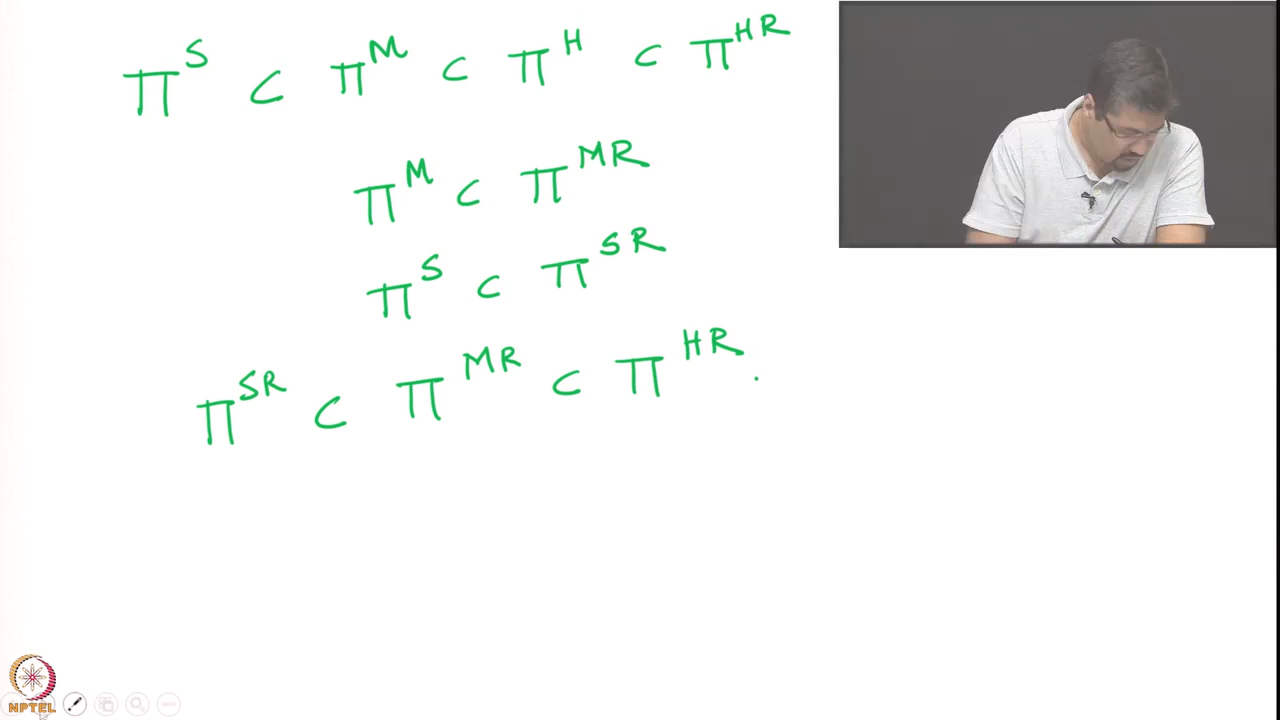 Π^S ⊂ Π^M ⊂ Π^H ⊂ Π^HR
Π^M ⊂ Π^MR
Π^S ⊂ Π^SR
Π^SR ⊂ Π^MR ⊂ Π^HR .
NPTEL